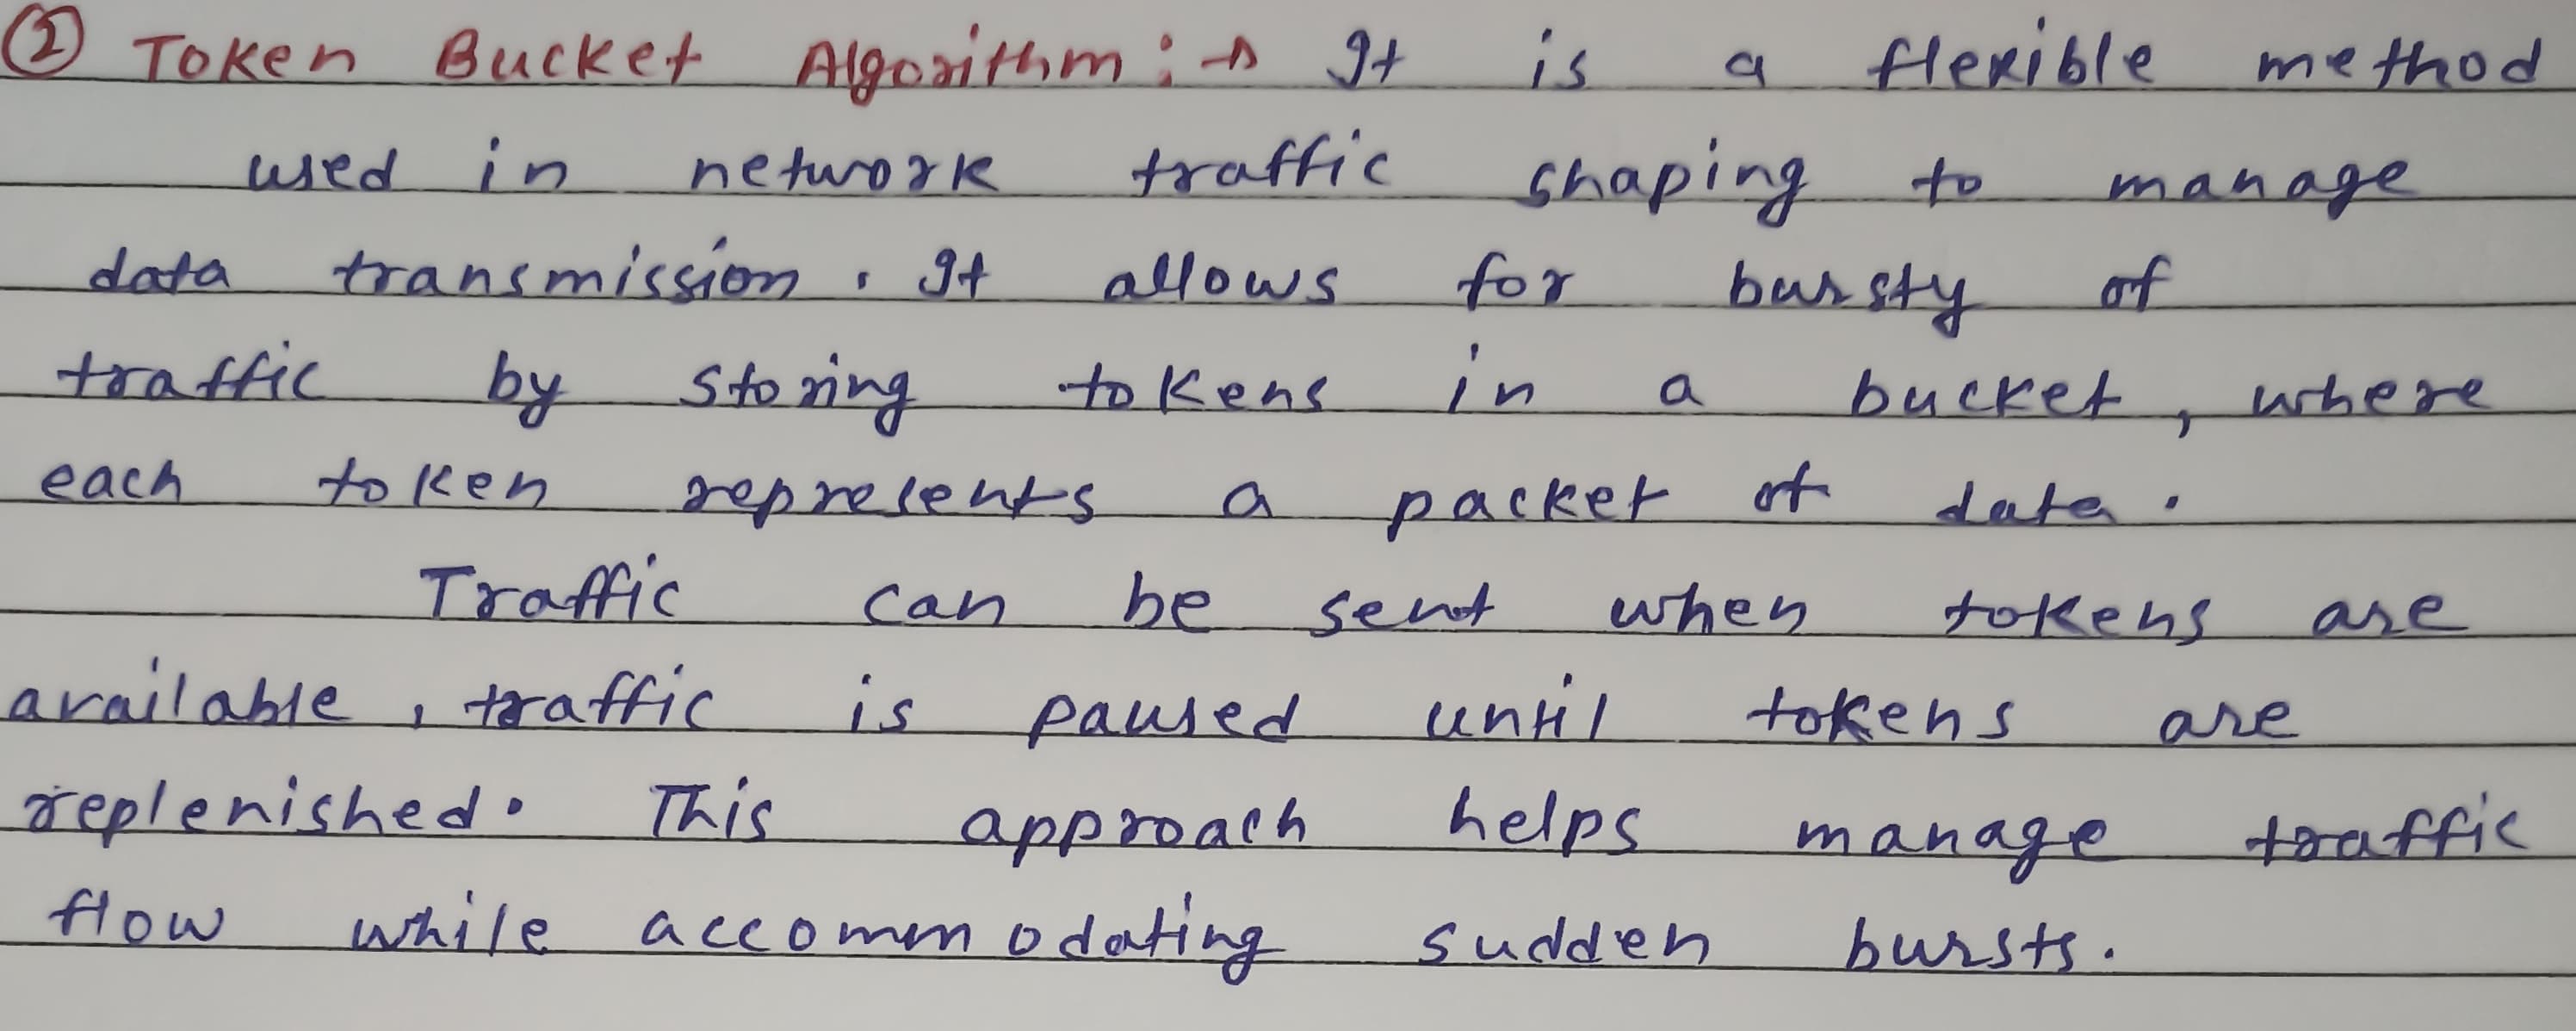 ② Token Bucket Algorithm :→ It is a flexible method
used in network traffic shaping to manage
data transmission. It allows for bursty of
traffic by storing tokens in a bucket, where
each token represents a packet of data.
Traffic can be sent when tokens are
available, traffic is paused until tokens are
replenished. This approach helps manage traffic
flow while accommodating sudden bursts.